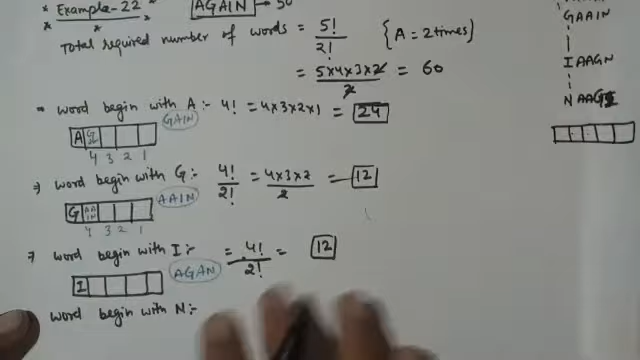 * Example-22 * AGAIN → 50
* * *
Total required number of words = 5!/2! {A = 2 times}
= 5×4×3×2/2 = 60
⇒ Word begin with A :- 4! = 4×3×2×1 = 24
GAIN
A
4 3 2 1
⇒ Word begin with G:- 4!/2! = 4×3×2/2 = 12
AAIN
G AAIN
4 3 2 1
⇒ Word begin with I:- = 4!/2! = 12
AGAN
I
Word begin with N:-
GAAIN
IAAGN
NAAGI